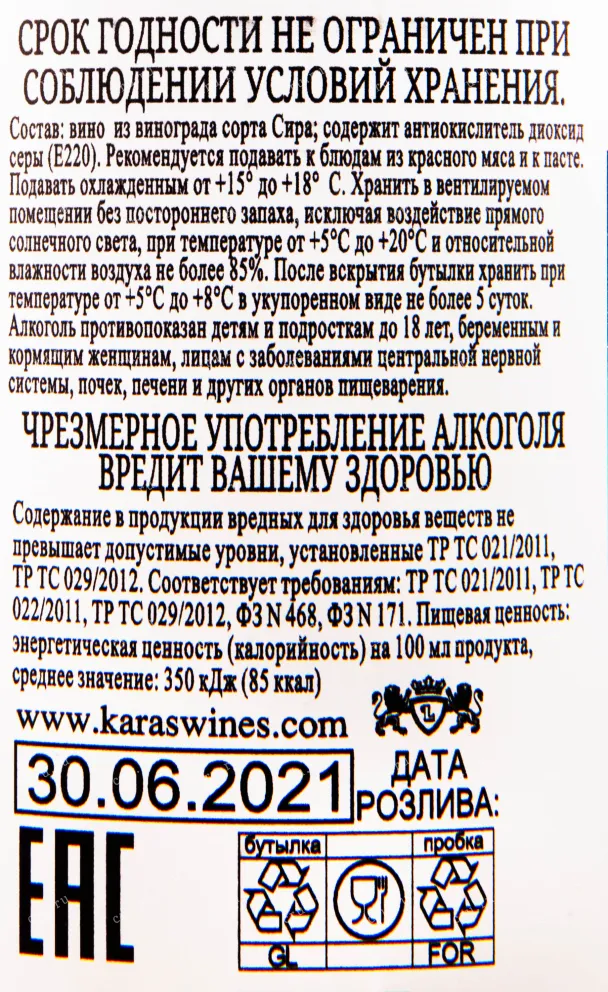 СРОК ГОДНОСТИ НЕ ОГРАНИЧЕН ПРИ
СОБЛЮДЕНИИ УСЛОВИЙ ХРАНЕНИЯ.
Состав: вино из винограда сорта Сира; содержит антиокислитель диоксид
серы (Е220). Рекомендуется подавать к блюдам из красного мяса и к пасте.
Подавать охлажденным от +15° до +18° С. Хранить в вентилируемом
помещении без постороннего запаха, исключая воздействие прямого
солнечного света, при температуре от +5°С до +20°С и относительной
влажности воздуха не более 85%. После вскрытия бутылки хранить при
температуре от +5°С до +8°С в укупоренном виде не более 5 суток.
Алкоголь противопоказан детям и подросткам до 18 лет, беременным и
кормящим женщинам, лицам с заболеваниями центральной нервной
системы, почек, печени и других органов пищеварения.
ЧРЕЗМЕРНОЕ УПОТРЕБЛЕНИЕ АЛКОГОЛЯ
ВРЕДИТ ВАШЕМУ ЗДОРОВЬЮ
Содержание в продукции вредных для здоровья веществ не
превышает допустимые уровни, установленные ТР ТС 021/2011,
ТР ТС 029/2012. Соответствует требованиям: ТР ТС 021/2011, ТР ТС
022/2011, ТР ТС 029/2012, ФЗ N 468, ФЗ N 171. Пищевая ценность:
энергетическая ценность (калорийность) на 100 мл продукта,
среднее значение: 350 кДж (85 ккал)
www.karaswines.com
30.06.2021
ДАТА
РОЗЛИВА:
ЕАС
бутылка
пробка
GL
FOR